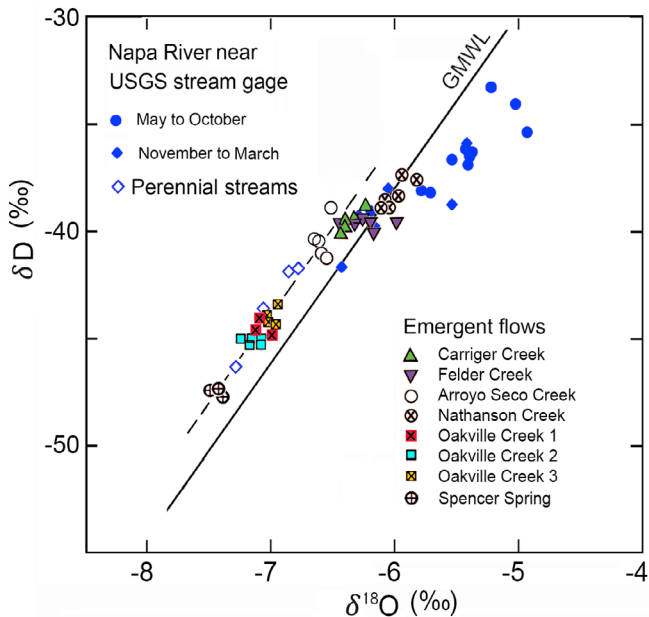 -30
Napa River near
USGS stream gage
May to October
November to March
Perennial streams
GMWL
δD (‰)
-40
-50
Emergent flows
Carriger Creek
Felder Creek
Arroyo Seco Creek
Nathanson Creek
Oakville Creek 1
Oakville Creek 2
Oakville Creek 3
Spencer Spring
-8 -7 -6 -5 -4
δ¹⁸O (‰)